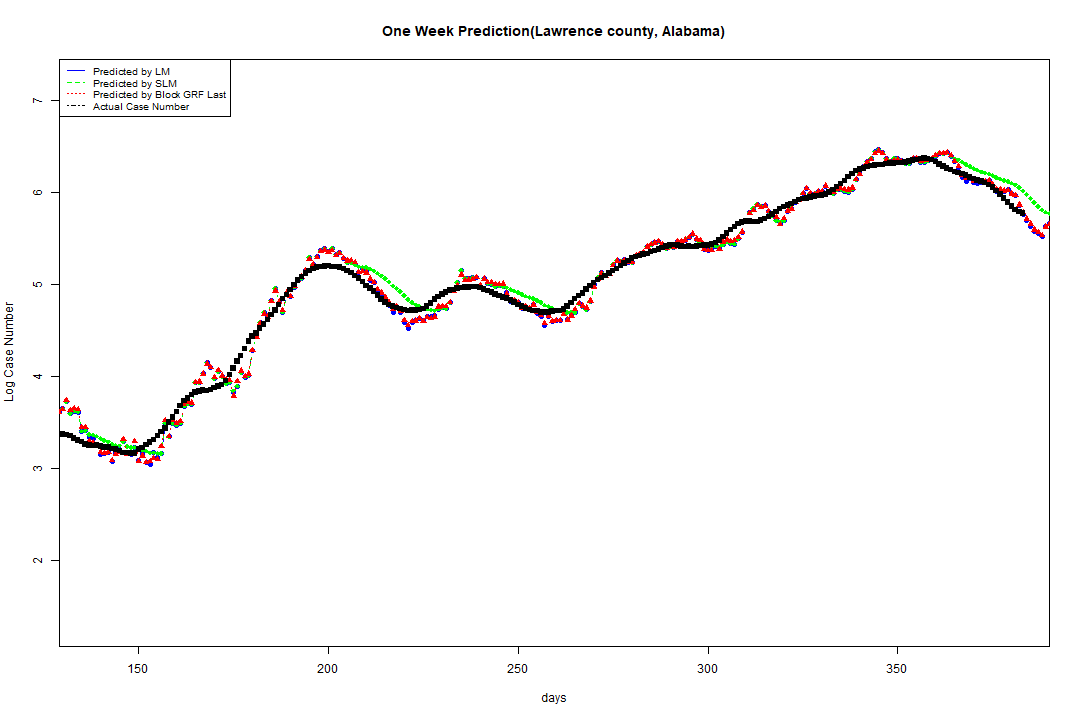 One Week Prediction(Lawrence county, Alabama)
Predicted by LM
Predicted by SLM
Predicted by Block GRF Last
Actual Case Number
7
6
5
4
3
2
Log Case Number
150 200 250 300 350
days